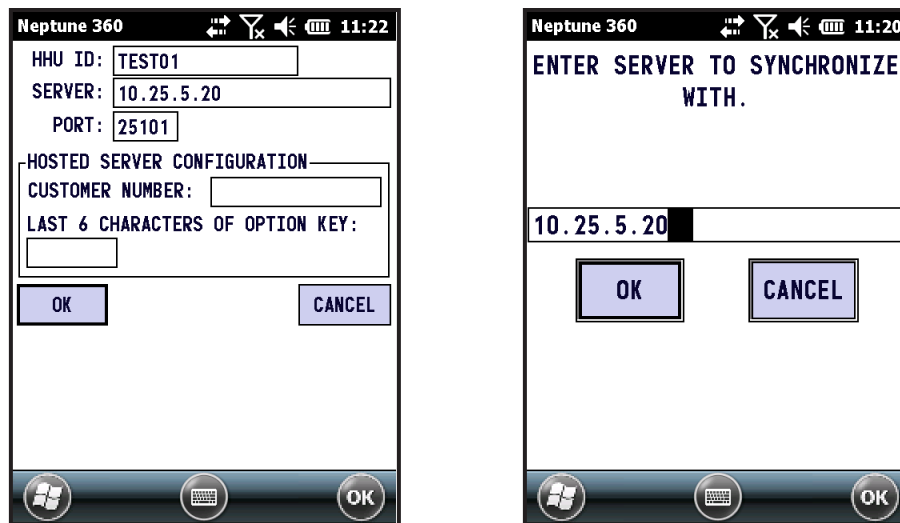 Neptune 360 11:22
HHU ID: TEST01
SERVER: 10.25.5.20
PORT: 25101
HOSTED SERVER CONFIGURATION
CUSTOMER NUMBER:
LAST 6 CHARACTERS OF OPTION KEY:
OK CANCEL
OK
Neptune 360 11:20
ENTER SERVER TO SYNCHRONIZE
WITH.
10.25.5.20
OK CANCEL
OK